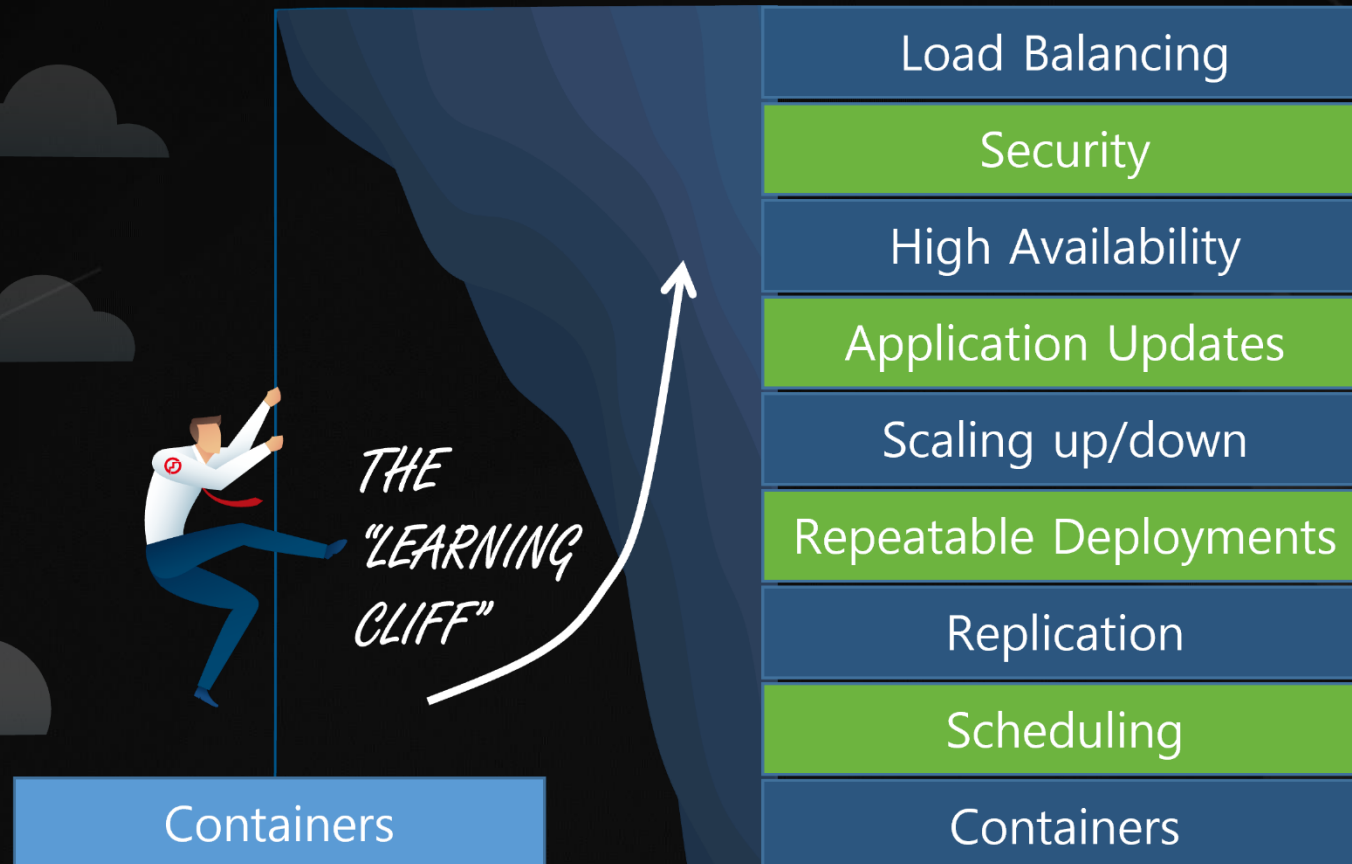 Load Balancing
Security
High Availability
Application Updates
Scaling up/down
Repeatable Deployments
Replication
Scheduling
Containers
THE
“LEARNING
CLIFF”
Containers